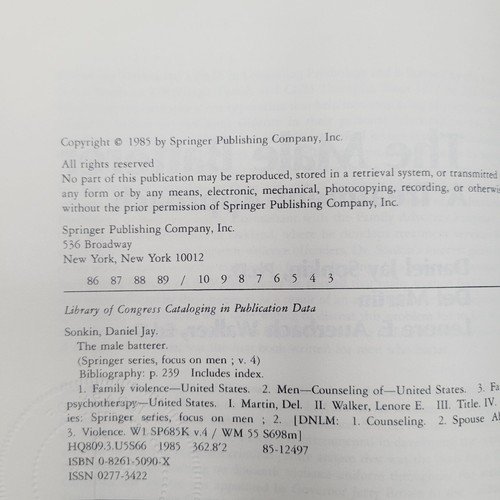 Copyright © 1985 by Springer Publishing Company, Inc.
All rights reserved
No part of this publication may be reproduced, stored in a retrieval system, or transmitted
any form or by any means, electronic, mechanical, photocopying, recording, or otherwis
without the prior permission of Springer Publishing Company, Inc.
Springer Publishing Company, Inc.
536 Broadway
New York, New York 10012
86 87 88 89 / 10 9 8 7 6 5 4 3
Library of Congress Cataloging in Publication Data
Sonkin, Daniel Jay.
The male batterer.
(Springer series, focus on men ; v. 4)
Bibliography: p. 239 Includes index.
1. Family violence—United States. 2. Men—Counseling of—United States. 3. Fa
psychotherapy—United States. I. Martin, Del. II. Walker, Lenore E. III. Title. IV.
ies: Springer series, focus on men ; 2. [DNLM: 1. Counseling. 2. Spouse Ab
3. Violence. W1 SP685K v.4 / WM 55 S698m]
HQ809.3.U5S66 1985 362.8'2 85-12497
ISBN 0-8261-5090-X
ISSN 0277-3422